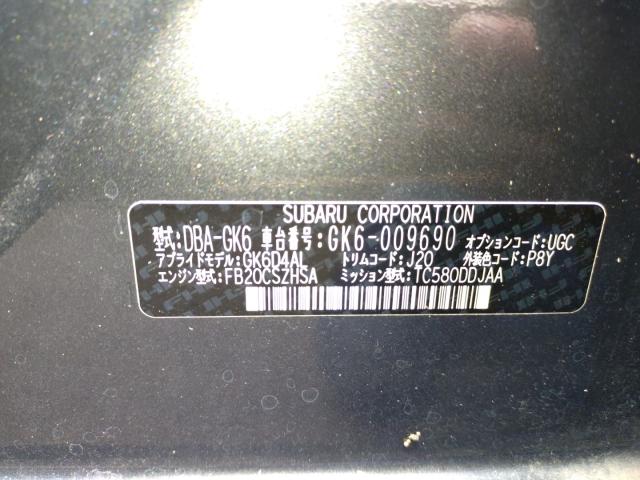 SUBARU CORPORATION
型式:DBA-GK6 車台番号:GK6-009690 オプションコード:UGC
アプライドモデル:GK6D4AL トリムコード:J20 外装色コード:P8Y
エンジン型式:FB20CSZHSA ミッション型式:TC580DDJAA